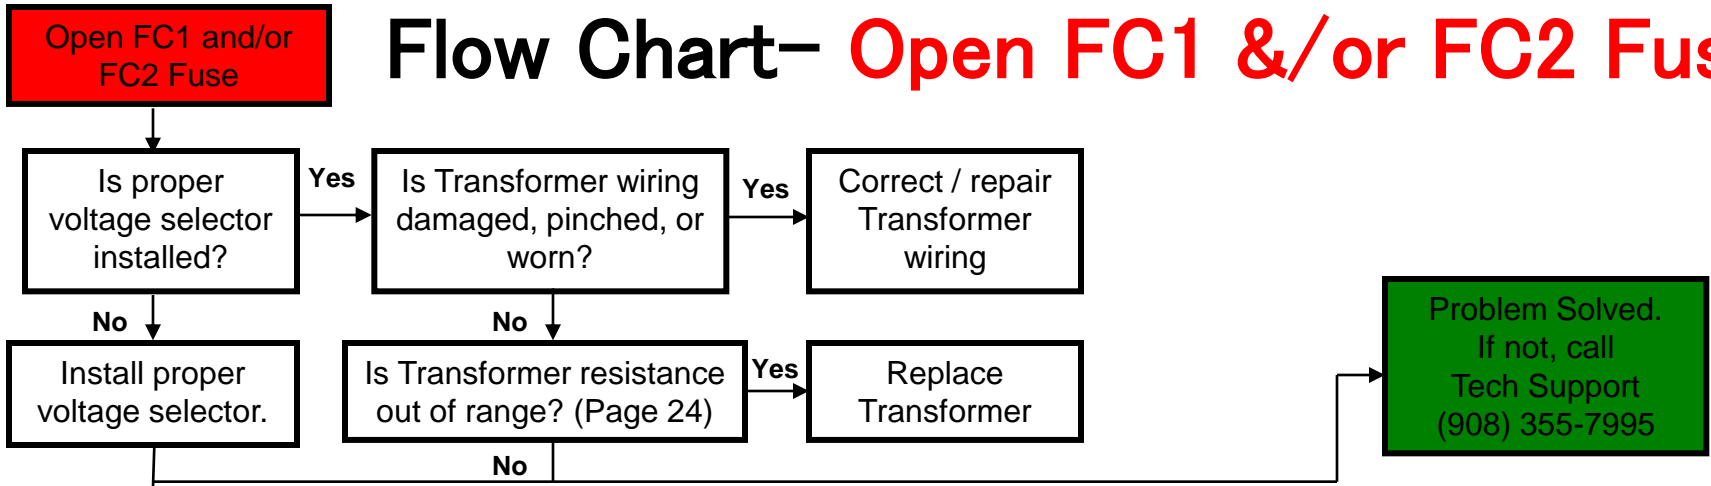 Open FC1 and/or
FC2 Fuse
Flow Chart- Open FC1 &/or FC2
Is proper
voltage selector
installed?
Yes
Is Transformer wiring
damaged, pinched, or
worn?
Yes
Correct / repair
Transformer
wiring
No
No
Install proper
voltage selector.
Is Transformer resistance
out of range? (Page 24)
Yes
Replace
Transformer
No
Problem Solved.
If not, call
Tech Support
(908) 355-7995